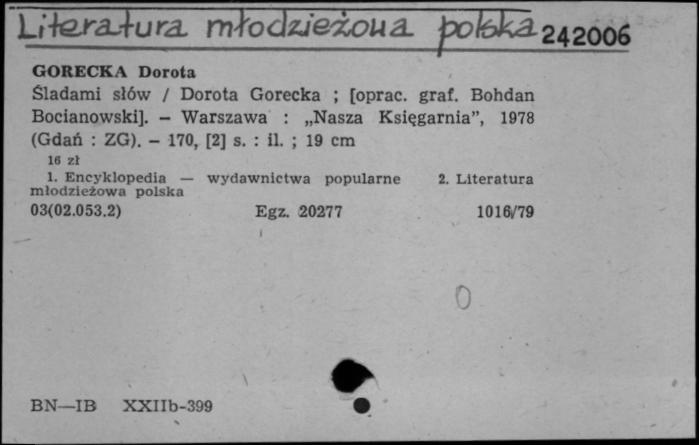 Literatura młodzieżowa polska 242006
GORECKA Dorota
Śladami słów / Dorota Gorecka ; [oprac. graf. Bohdan
Bocianowski]. — Warszawa : „Nasza Księgarnia”, 1978
(Gdań : ZG). — 170, [2] s. : il. ; 19 cm
16 zł
1. Encyklopedia — wydawnictwa popularne 2. Literatura
młodzieżowa polska
03(02.053.2) Egz. 20277 1016/79
0
BN—IB XXIIb-399